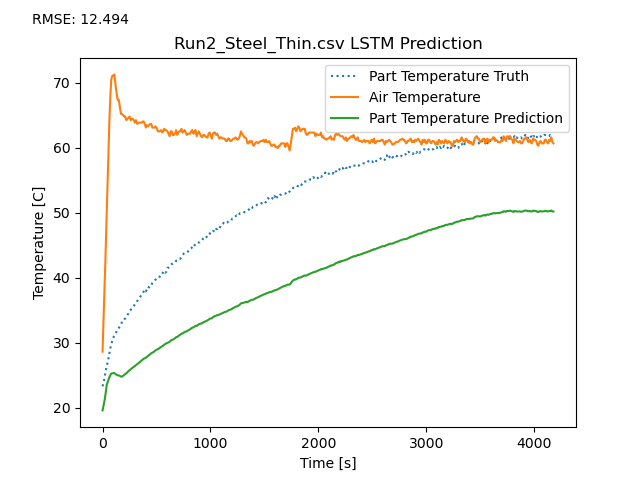 RMSE: 12.494
Run2_Steel_Thin.csv LSTM Prediction
Part Temperature Truth
Air Temperature
Part Temperature Prediction
70
60
50
40
30
20
Temperature [C]
0 1000 2000 3000 4000
Time [s]